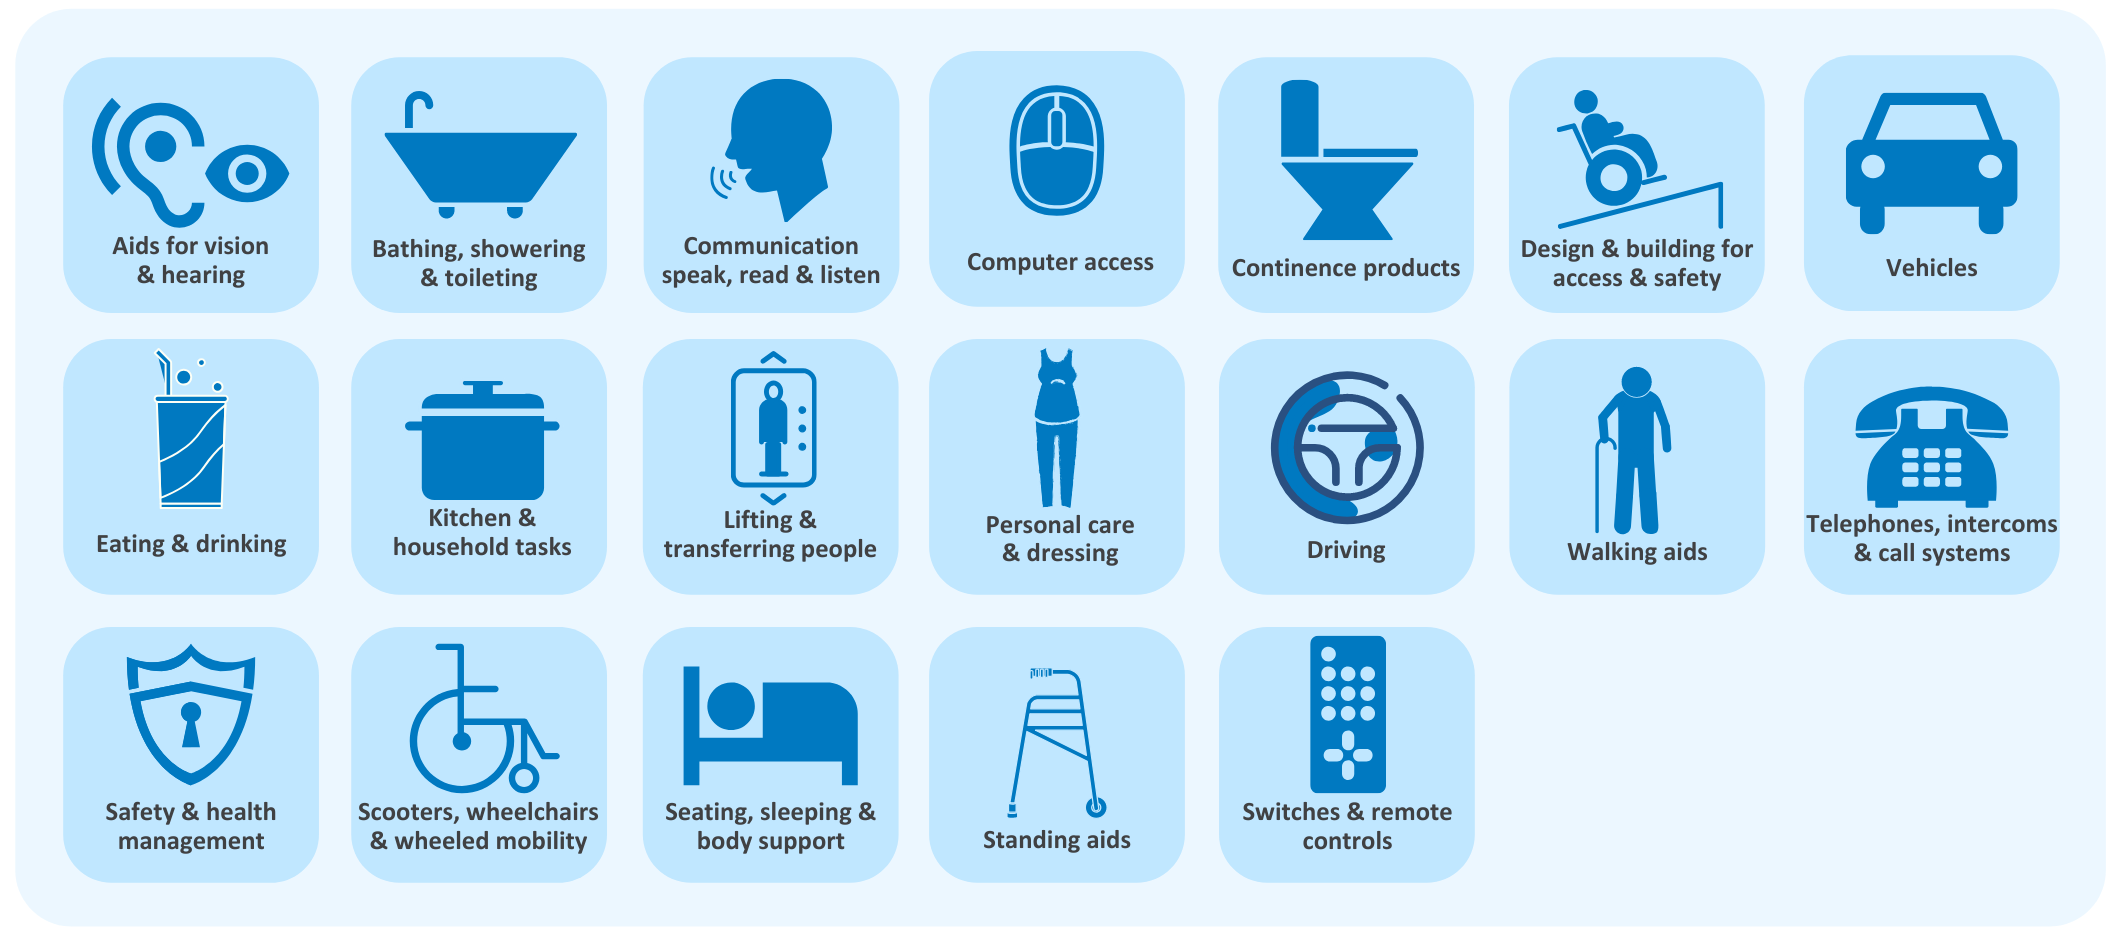 Aids for vision
& hearing
Bathing, showering
& toileting
Communication
speak, read & listen
Computer access
Continence products
Design & building for
access & safety
Vehicles
Eating & drinking
Kitchen &
household tasks
Lifting &
transferring people
Personal care
& dressing
Driving
Walking aids
Telephones, intercoms
& call systems
Safety & health
management
Scooters, wheelchairs
& wheeled mobility
Seating, sleeping &
body support
Standing aids
Switches & remote
controls